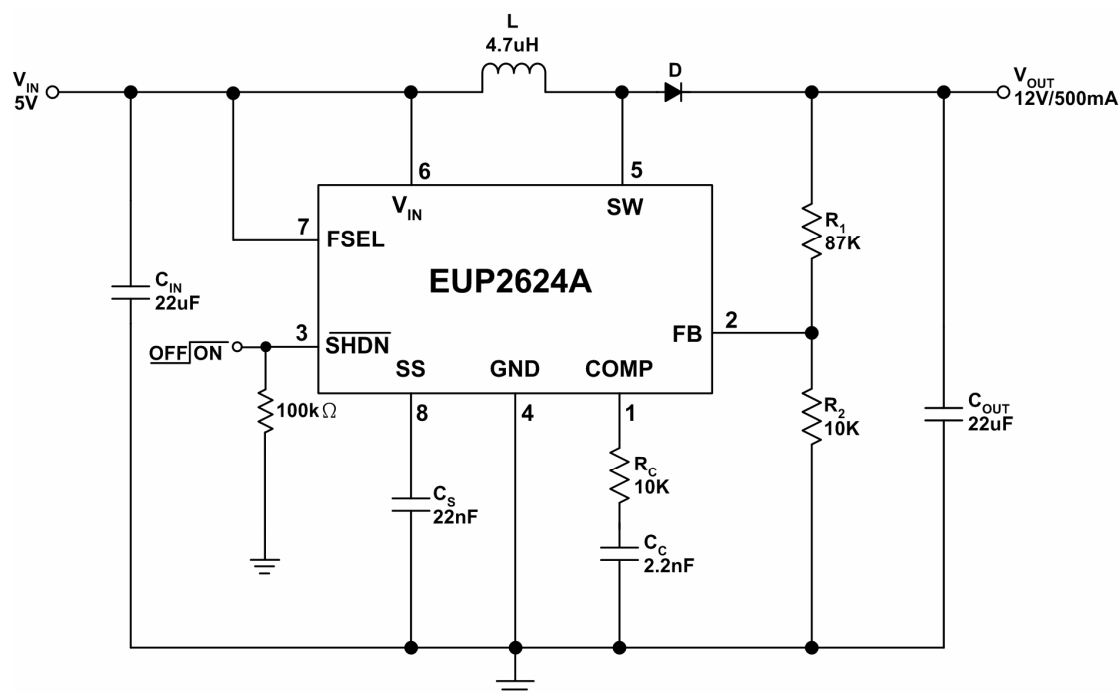 L
4.7uH
VIN
5V
D
VOUT
12V/500mA
6
5
VIN
SW
7
FSEL
R1
87K
EUP2624A
CIN
22uF
3
SHDN
OFF ON
FB
2
SS
GND
COMP
100kΩ
8
4
1
R2
10K
COUT
22uF
RC
10K
CS
22nF
CC
2.2nF